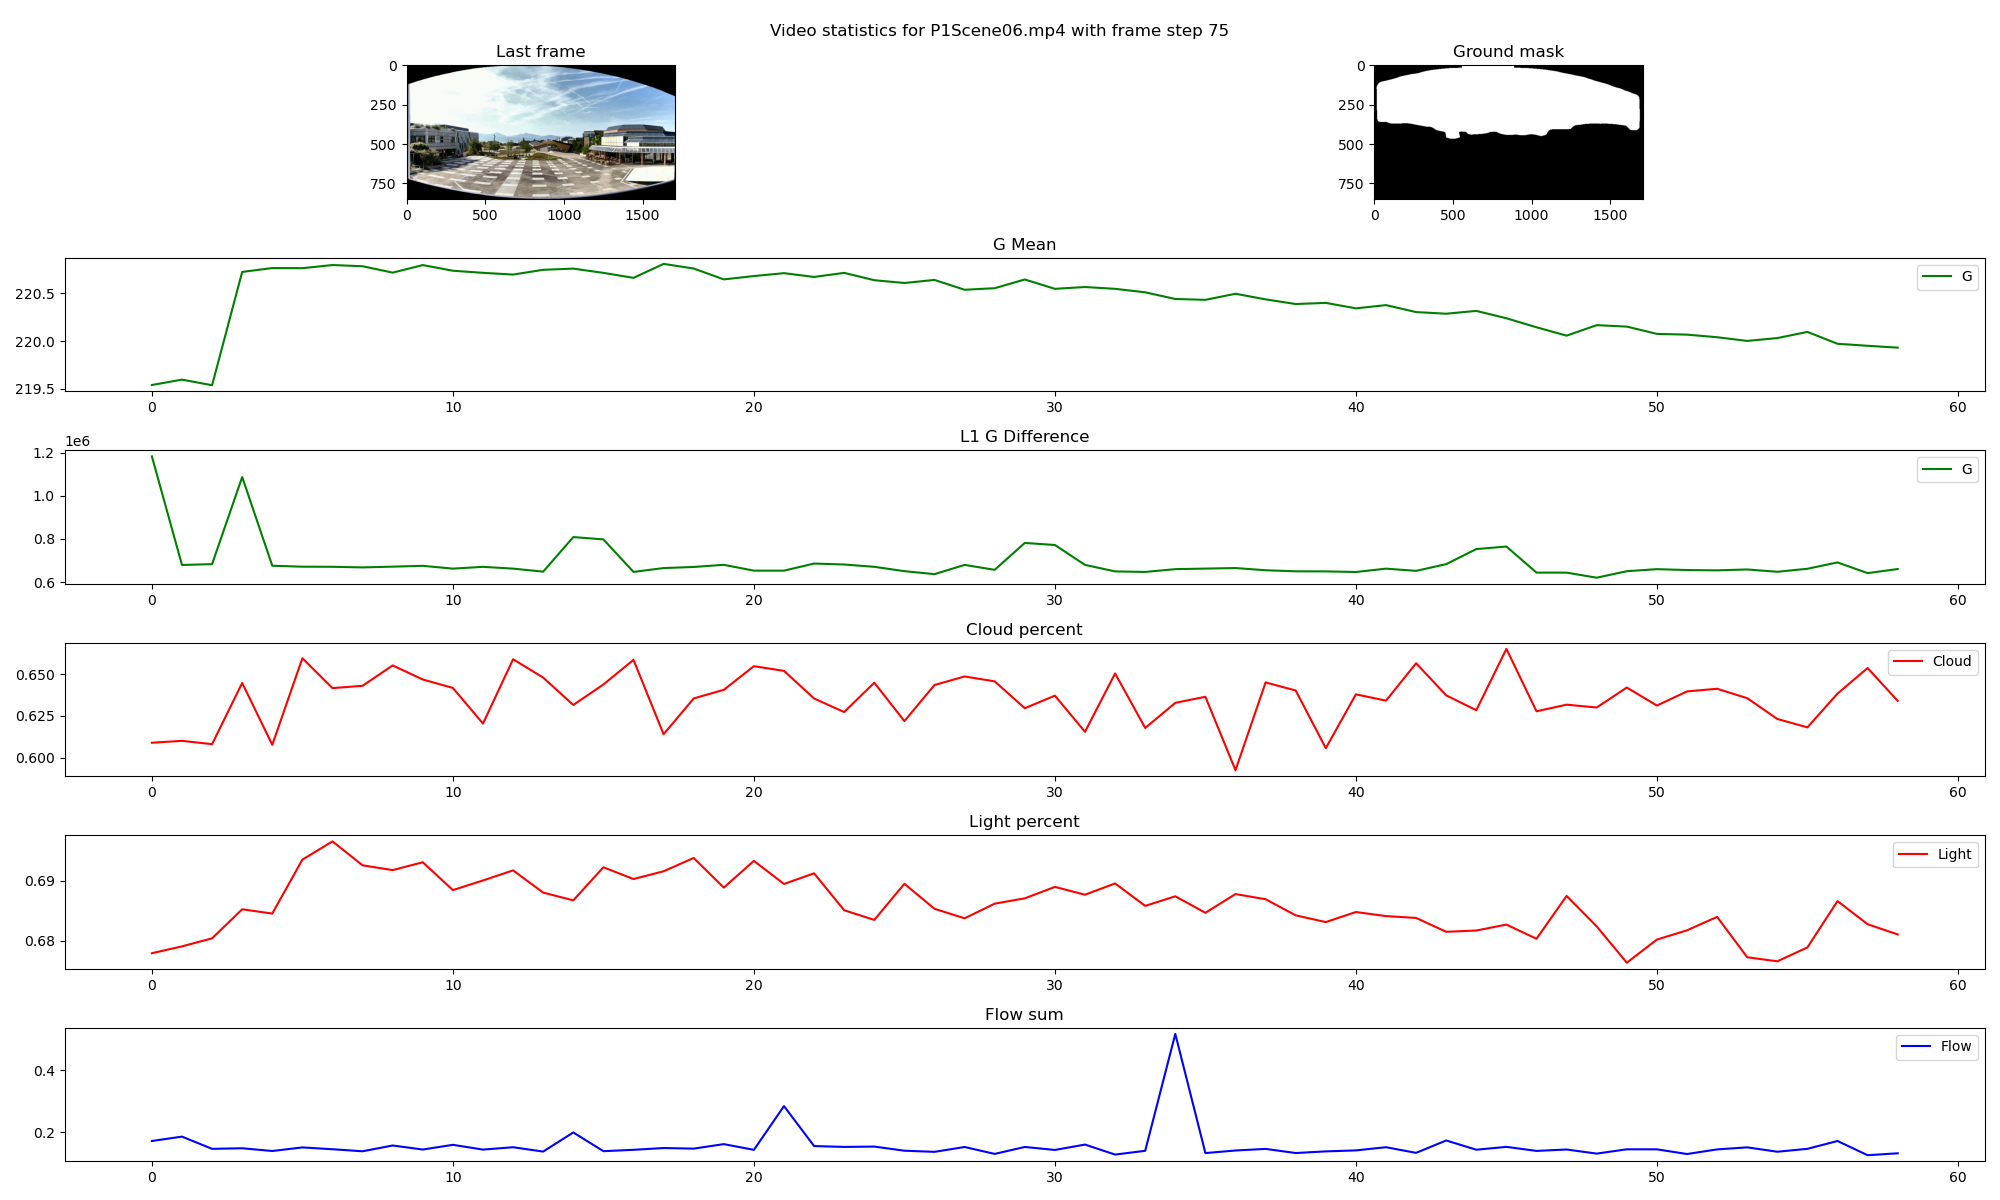 Video statistics for P1Scene06.mp4 with frame step 75
Last frame
Ground mask
0
250
500
750
0 500 1000 1500
0
250
500
750
0 500 1000 1500
G Mean
G
220.5
220.0
219.5
0 10 20 30 40 50 60
L1 G Difference
1e6
G
1.2
1.0
0.8
0.6
0 10 20 30 40 50 60
Cloud percent
Cloud
0.650
0.625
0.600
0 10 20 30 40 50 60
Light percent
Light
0.69
0.68
0 10 20 30 40 50 60
Flow sum
Flow
0.4
0.2
0 10 20 30 40 50 60